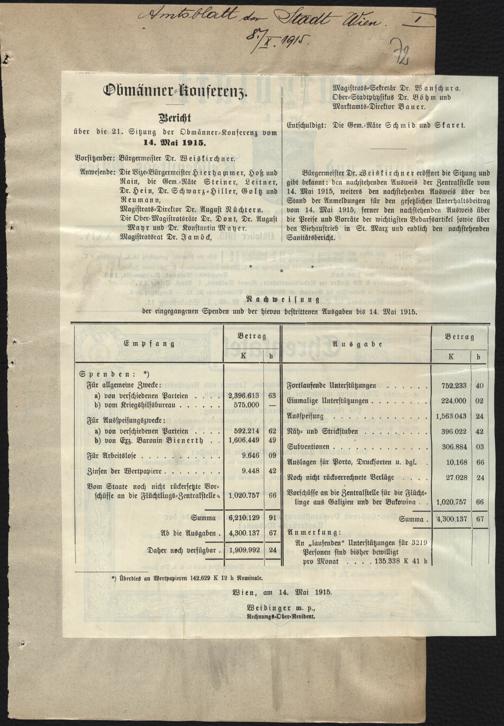 Amtsblatt der Stadt Wien. I
8./X. 1915.
72
Obmänner-Konferenz.
Bericht
über die 21. Sitzung der Obmänner-Konferenz vom
14. Mai 1915.
Vorsitzender: Bürgermeister Dr. Weiskirchner.
Anwesende: Die Vize-Bürgermeister Hierhammer, Hoß und
Rain, die Gem.-Räte Steiner, Leitner,
Dr. Hein, Dr. Schwarz-Hiller, Gatz und
Reumann,
Magistrats-Direktor Dr. August Nüchtern.
Die Ober-Magistratsräte Dr. Dont, Dr. August
Mayr und Dr. Konstantin Mayer.
Magistratsrat Dr. Jamöck,
Magistrats-Sekretär Dr. Wanschura.
Ober-Stadtphysikus Dr. Böhm und
Marktamts-Direktor Bauer.
Entschuldigt: Die Gem.-Räte Schmid und Skaret.
Bürgermeister Dr. Weiskirchner eröffnet die Sitzung und
gibt bekannt: den nachstehenden Ausweis der Zentralstelle vom
14. Mai 1915, weiters den nachstehenden Ausweis über den
Stand der Anmeldungen für den gesetzlichen Unterhaltsbeitrag
vom 14. Mai 1915, ferner den nachstehenden Ausweis über
die Preise und Vorräte der wichtigsten Bedarfsartikel sowie über
den Viehauftrieb in St. Marx und endlich den nachstehenden
Sanitätsbericht.
* * *
Nachweisung
der eingegangenen Spenden und der hievon bestrittenen Ausgaben bis 14. Mai 1915.
Empfang Betrag
K h
Spenden: *)
Für allgemeine Zwecke:
a) von verschiedenen Parteien 2,396.613 63
b) vom Kriegshilfsbureau 575.000 —
Für Ausspeisungszwecke:
a) von verschiedenen Parteien 592.214 62
b) von Erz. Baronin Bienerth 1,606.449 49
Für Arbeitslose 9.646 09
Zinsen der Wertpapiere 9.448 42
Vom Staate noch nicht rückersetzte Vor-
schüsse an die Flüchtlings-Zentralstelle 1,020.757 66
Summa 6,210.129 91
Ab die Ausgaben 4,300.137 67
Daher noch verfügbar 1,909.992 24
Ausgabe Betrag
K h
Fortlaufende Unterstützungen 752.233 40
Einmalige Unterstützungen 224.000 02
Ausspeisung 1,563.043 24
Näh- und Strickstuben 396.022 42
Subventionen 306.884 03
Auslagen für Porto, Drucksorten u. dgl. 10.168 66
Noch nicht rückverrechnete Verläge 27.028 24
Vorschüsse an die Zentralstelle für die Flücht-
linge aus Galizien und der Bukowina 1,020.757 66
Summa 4,300.137 67
Anmerkung:
An „laufenden“ Unterstützungen für 3219
Personen sind bisher bewilligt
pro Monat 135.338 K 41 h
*) Überdies an Wertpapieren 142.629 K 12 h Nominale.
Wien, am 14. Mai 1915.
Weidinger m. p.,
Rechnungs-Ober-Revident.